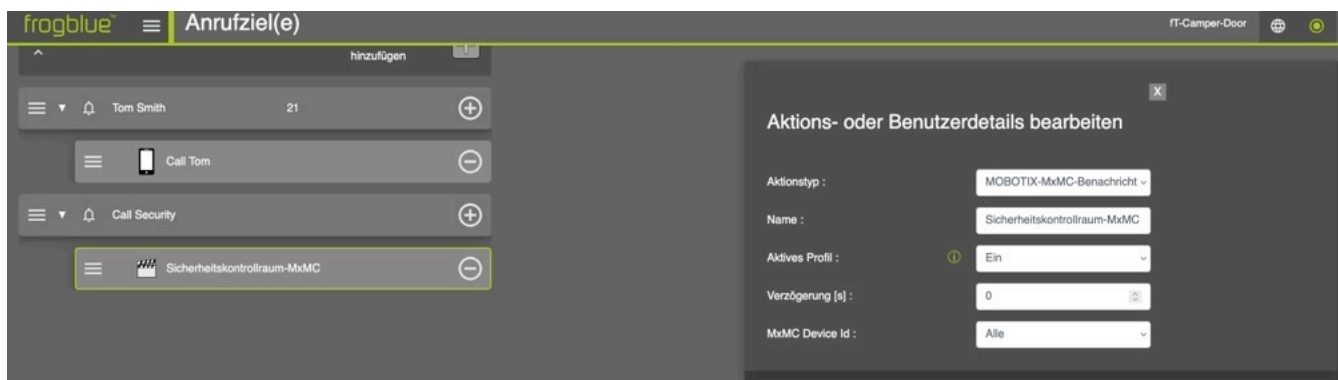 frogblue™ Anrufziel(e) fT-Camper-Door
hinzufügen
X
Aktions- oder Benutzerdetails bearbeiten
Tom Smith 21
Call Tom
Call Security
Sicherheitskontrollraum-MxMC
Aktionstyp : MOBOTIX-MxMC-Benachricht
Name : Sicherheitskontrollraum-MxMC
Aktives Profil : Ein
Verzögerung [s] : 0
MxMC Device Id : Alle